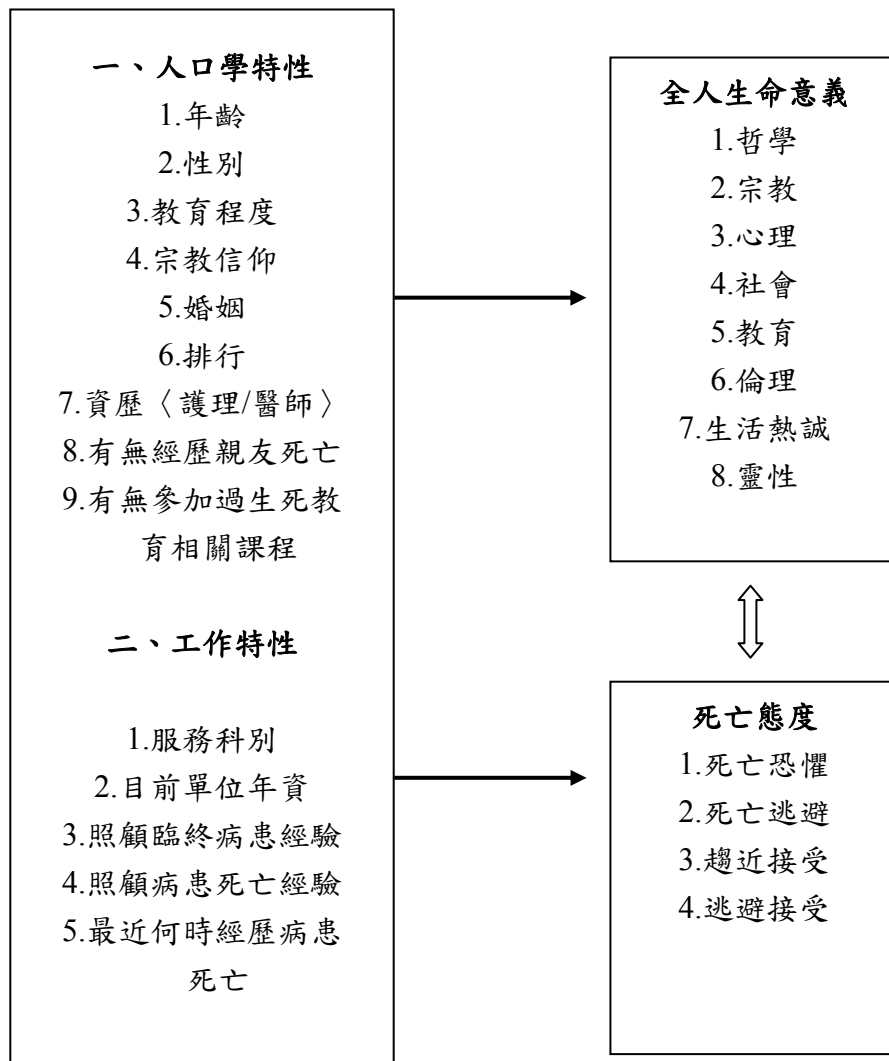 一、人口學特性
1.年齡
2.性別
3.教育程度
4.宗教信仰
5.婚姻
6.排行
7.資歷〈護理/醫師〉
8.有無經歷親友死亡
9.有無參加過生死教
育相關課程
二、工作特性
1.服務科別
2.目前單位年資
3.照顧臨終病患經驗
4.照顧病患死亡經驗
5.最近何時經歷病患
死亡
全人生命意義
1.哲學
2.宗教
3.心理
4.社會
5.教育
6.倫理
7.生活熱誠
8.靈性
死亡態度
1.死亡恐懼
2.死亡逃避
3.趨近接受
4.逃避接受